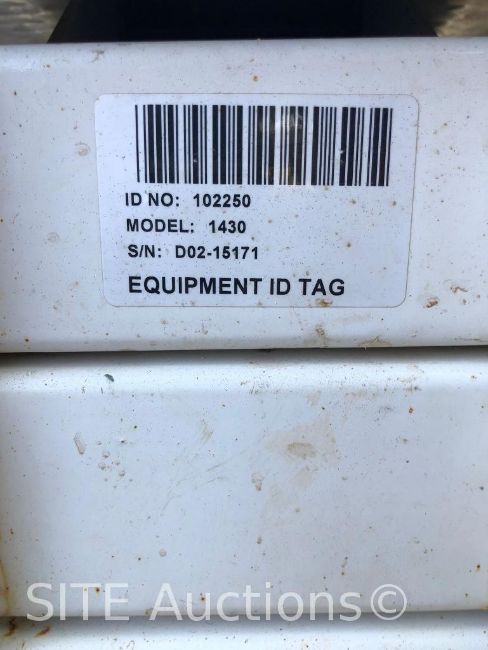 ID NO: 102250
MODEL: 1430
S/N: D02-15171
EQUIPMENT ID TAG
SITE Auctions©